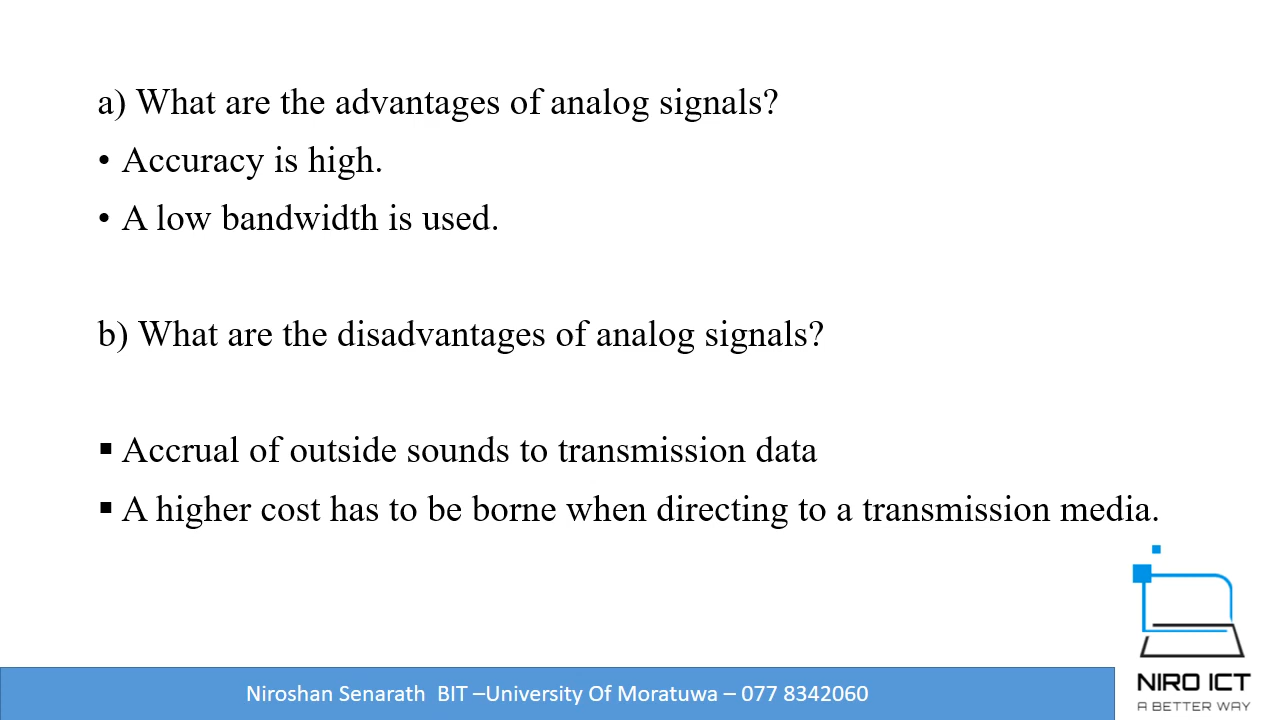 a) What are the advantages of analog signals?
• Accuracy is high.
• A low bandwidth is used.
b) What are the disadvantages of analog signals?
▪ Accrual of outside sounds to transmission data
▪ A higher cost has to be borne when directing to a transmission media.
NIRO ICT
A BETTER WAY
Niroshan Senarath  BIT –University Of Moratuwa – 077 8342060